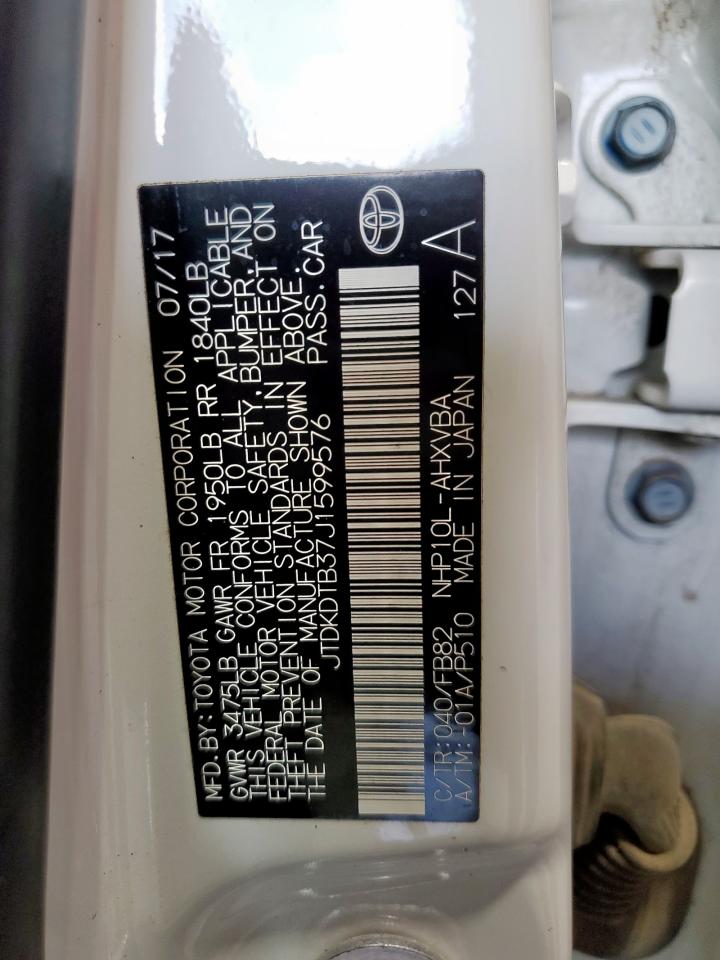 MFD. BY: TOYOTA MOTOR CORPORATION 07/17
GVWR 3475LB GAWR FR 1950LB RR 1840LB
THIS VEHICLE CONFORMS TO ALL APPLICABLE
FEDERAL MOTOR VEHICLE SAFETY, BUMPER, AND
THEFT PREVENTION STANDARDS IN EFFECT ON
THE DATE OF MANUFACTURE SHOWN ABOVE.
JTDKDTB37J1599576 PASS. CAR
C/TR: 040/FB82 NHP10L-AHXVBA 127 A
A/TM: -01A/P510 MADE IN JAPAN